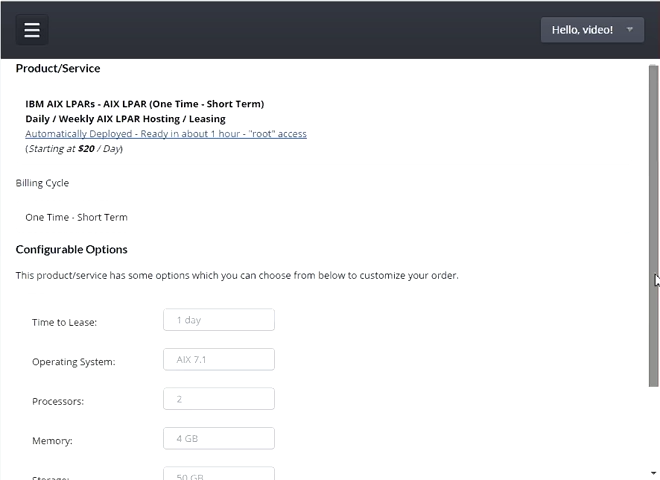 Hello, video!
Product/Service
IBM AIX LPARs - AIX LPAR (One Time - Short Term)
Daily / Weekly AIX LPAR Hosting / Leasing
Automatically Deployed - Ready in about 1 hour - "root" access
(Starting at $20 / Day)
Billing Cycle
One Time - Short Term
Configurable Options
This product/service has some options which you can choose from below to customize your order.
Time to Lease: 1 day
Operating System: AIX 7.1
Processors: 2
Memory: 4 GB
Storage: 50 GB